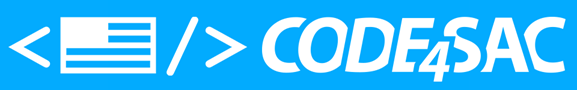 < /> CODE4SAC